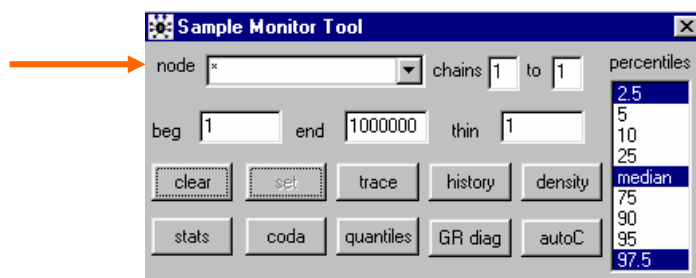 Sample Monitor Tool
node * chains 1 to 1 percentiles
2.5
5
10
25
median
75
90
95
97.5
beg 1 end 1000000 thin 1
clear set trace history density
stats coda quantiles GR diag autoC